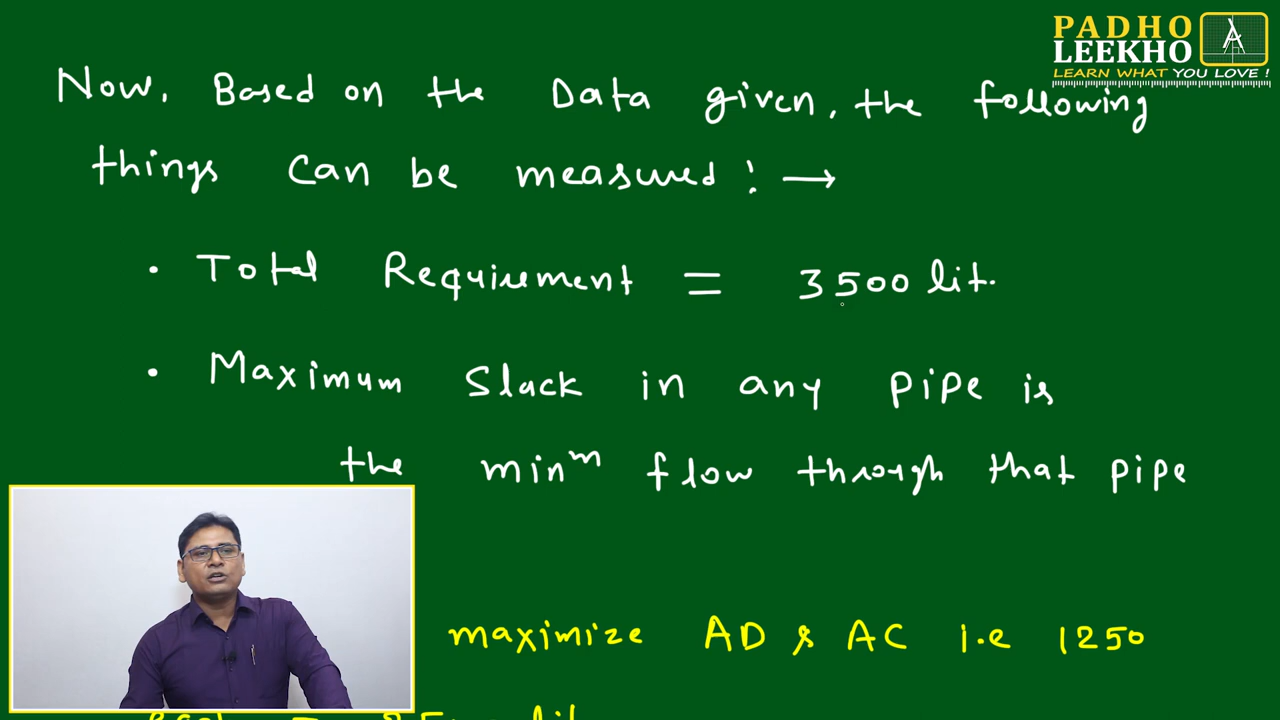 PADHO
LEEKHO
LEARN WHAT YOU LOVE !
Now, Based on the Data given, the following
things can be measured : →
• Total Requirement = 3500 lit.
• Maximum Slack in any pipe is
the minᵐ flow through that pipe
maximize AD & AC i.e 1250